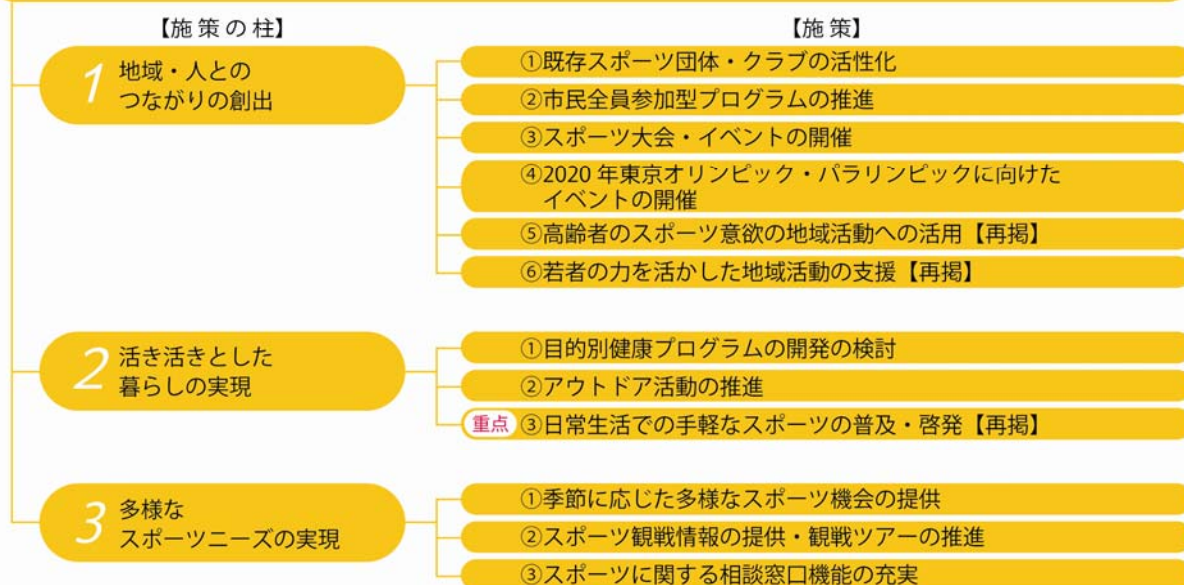 【施策の柱】
【施策】
1 地域・人との
つながりの創出
①既存スポーツ団体・クラブの活性化
②市民全員参加型プログラムの推進
③スポーツ大会・イベントの開催
④2020年東京オリンピック・パラリンピックに向けた
イベントの開催
⑤高齢者のスポーツ意欲の地域活動への活用【再掲】
⑥若者の力を活かした地域活動の支援【再掲】
2 活き活きとした
暮らしの実現
①目的別健康プログラムの開発の検討
②アウトドア活動の推進
重点 ③日常生活での手軽なスポーツの普及・啓発【再掲】
3 多様な
スポーツニーズの実現
①季節に応じた多様なスポーツ機会の提供
②スポーツ観戦情報の提供・観戦ツアーの推進
③スポーツに関する相談窓口機能の充実